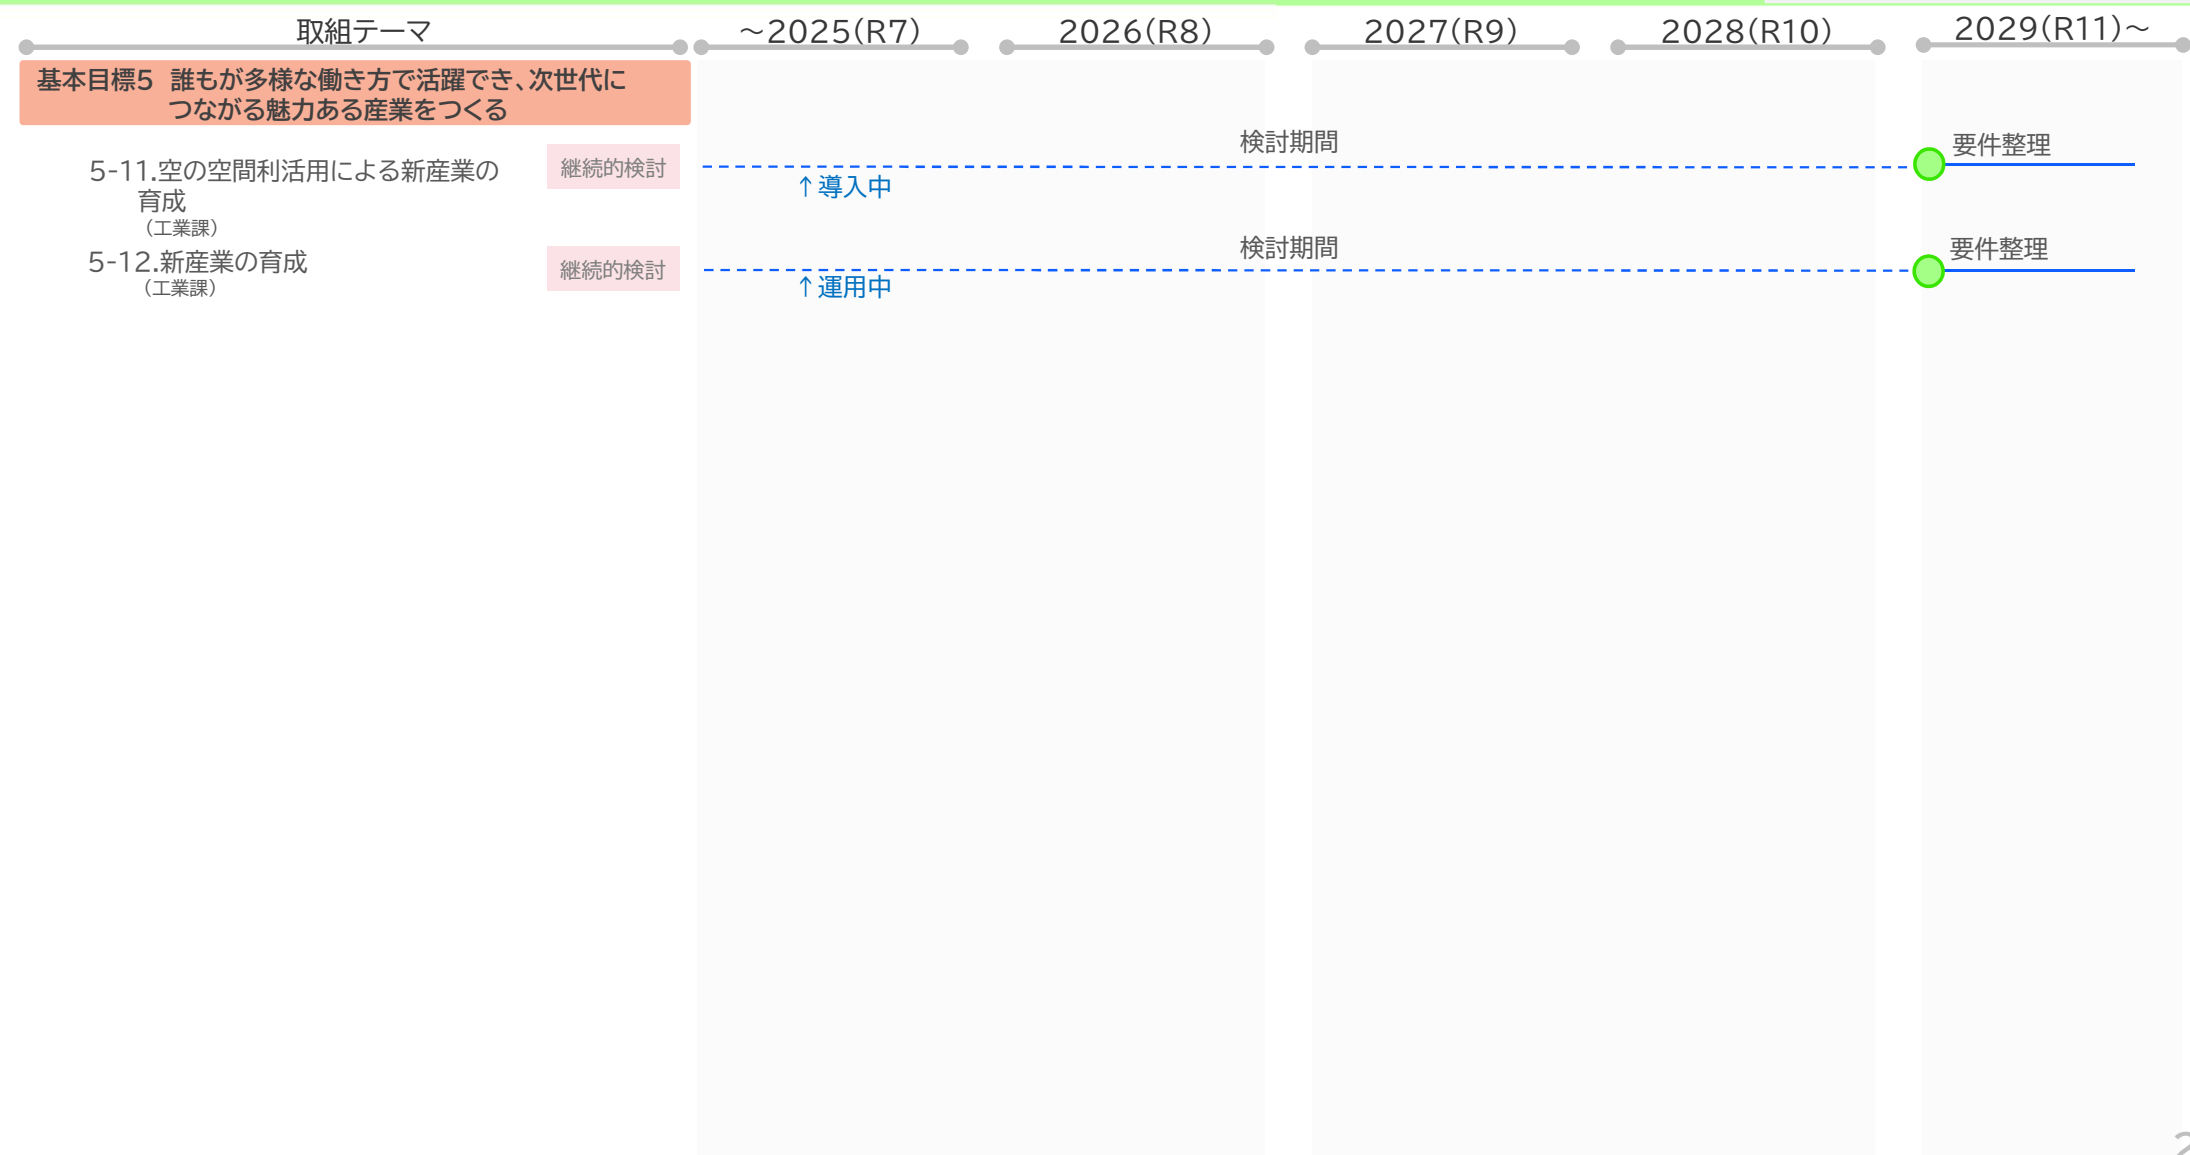 取組テーマ
～2025(R7)
2026(R8)
2027(R9)
2028(R10)
2029(R11)～
基本目標5 誰もが多様な働き方で活躍でき、次世代に
つながる魅力ある産業をつくる
5-11.空の空間利活用による新産業の
育成
（工業課）
継続的検討
検討期間
↑導入中
要件整理
5-12.新産業の育成
（工業課）
継続的検討
検討期間
↑運用中
要件整理